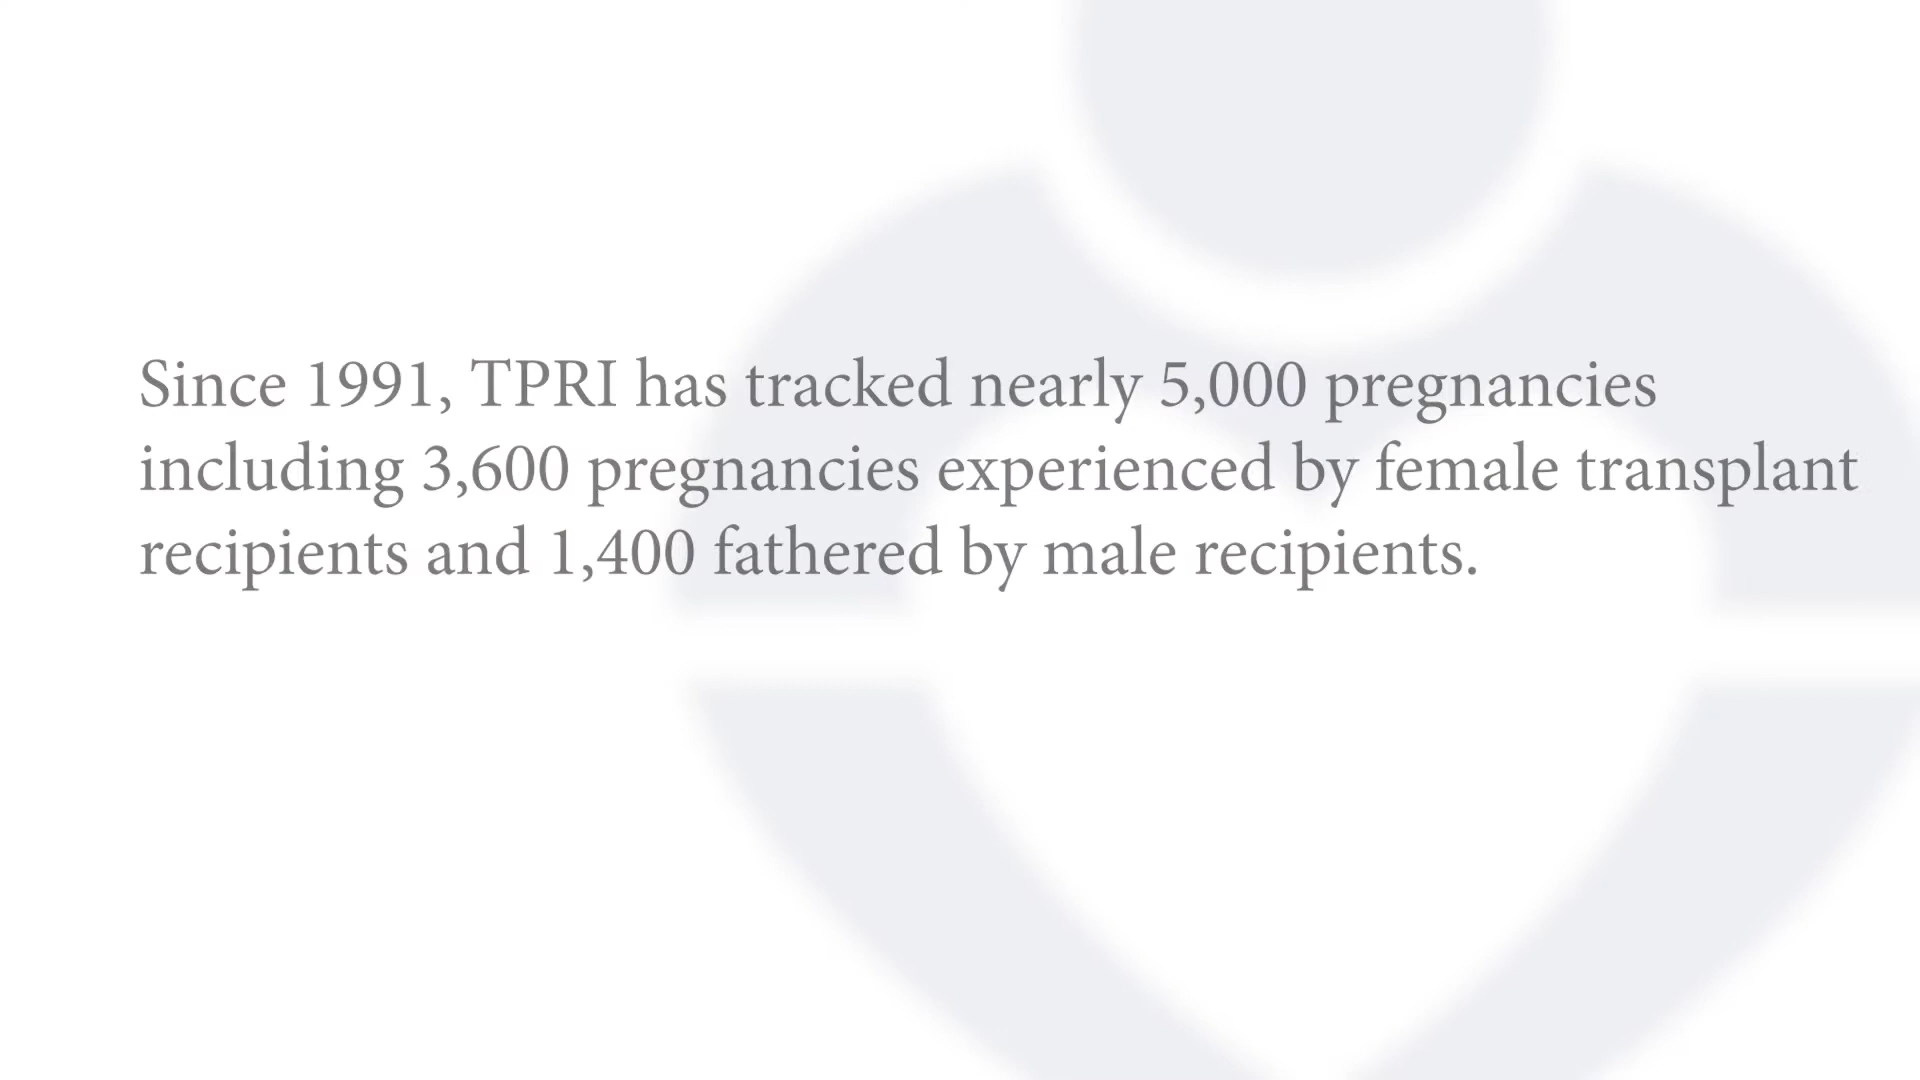 Since 1991, TPRI has tracked nearly 5,000 pregnancies
including 3,600 pregnancies experienced by female transplant
recipients and 1,400 fathered by male recipients.